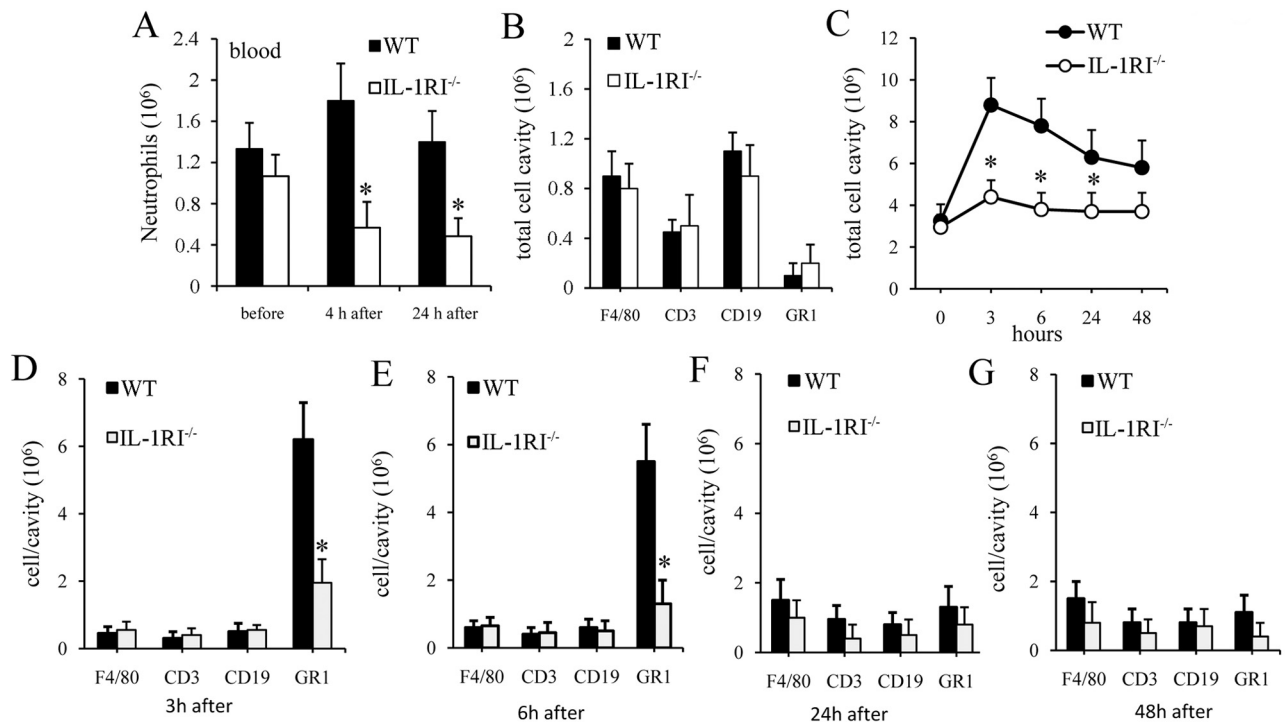 A
blood
WT
IL-1RI-/-
Neutrophils (10⁶)
2.4
2
1.6
1.2
0.8
0.4
0
*
*
before
4 h after
24 h after
B
WT
IL-1RI-/-
total cell cavity (10⁶)
2
1.6
1.2
0.8
0.4
0
F4/80
CD3
CD19
GR1
C
WT
IL-1RI-/-
total cell cavity (10⁶)
12
10
8
6
4
2
0
*
*
*
0
3
6
24
48
hours
D
WT
IL-1RI-/-
cell/cavity (10⁶)
8
6
4
2
0
*
F4/80
CD3
CD19
GR1
3h after
E
WT
IL-1RI-/-
cell/cavity (10⁶)
8
6
4
2
0
*
F4/80
CD3
CD19
GR1
6h after
F
WT
IL-1RI-/-
cell/cavity (10⁶)
8
6
4
2
0
F4/80
CD3
CD19
GR1
24h after
G
WT
IL-1RI-/-
cell/cavity (10⁶)
8
6
4
2
0
F4/80
CD3
CD19
GR1
48h after